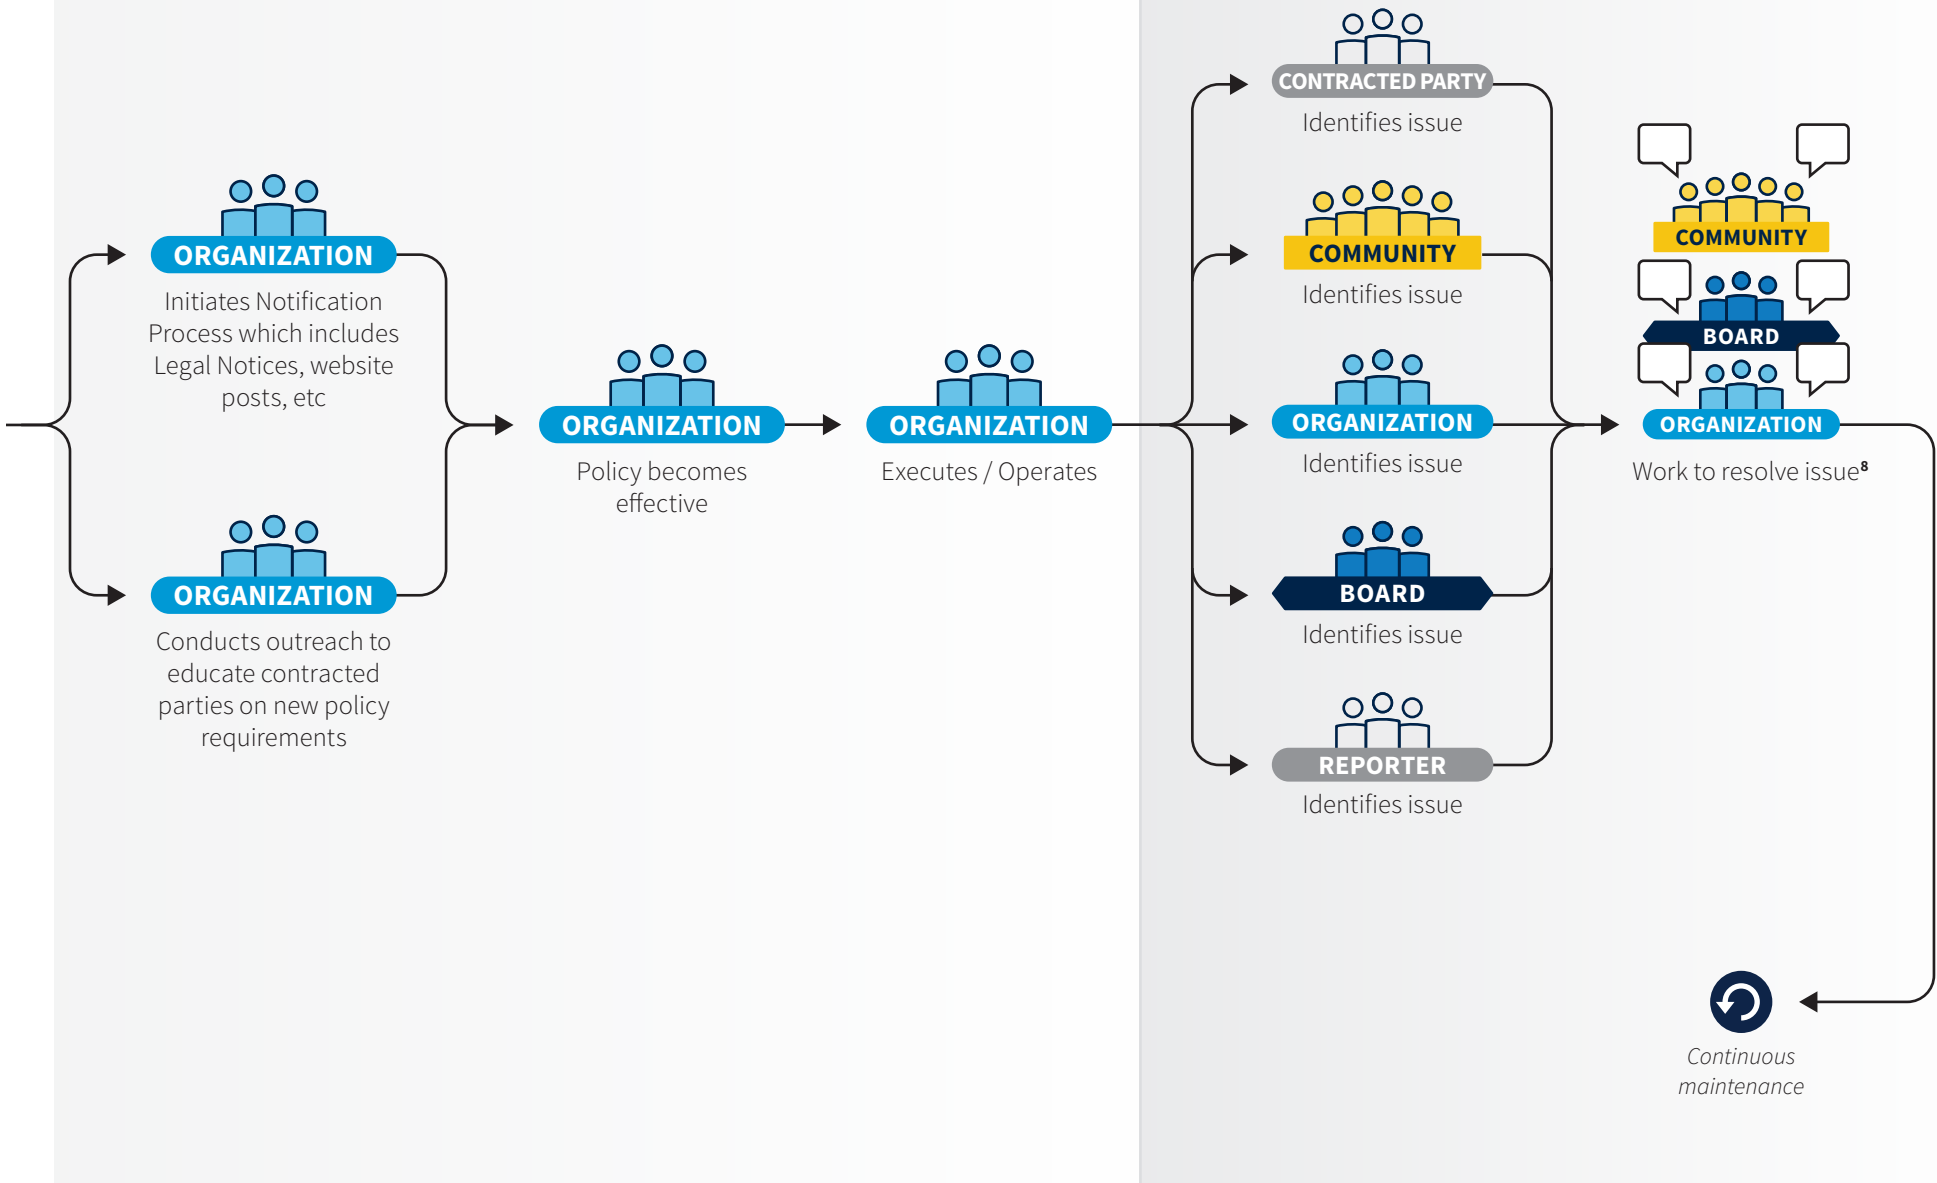 ORGANIZATION
Initiates Notification
Process which includes
Legal Notices, website
posts, etc
ORGANIZATION
Conducts outreach to
educate contracted
parties on new policy
requirements
ORGANIZATION
Policy becomes
effective
ORGANIZATION
Executes / Operates
CONTRACTED PARTY
Identifies issue
COMMUNITY
Identifies issue
ORGANIZATION
Identifies issue
BOARD
Identifies issue
REPORTER
Identifies issue
COMMUNITY
BOARD
ORGANIZATION
Work to resolve issue⁸
Continuous
maintenance